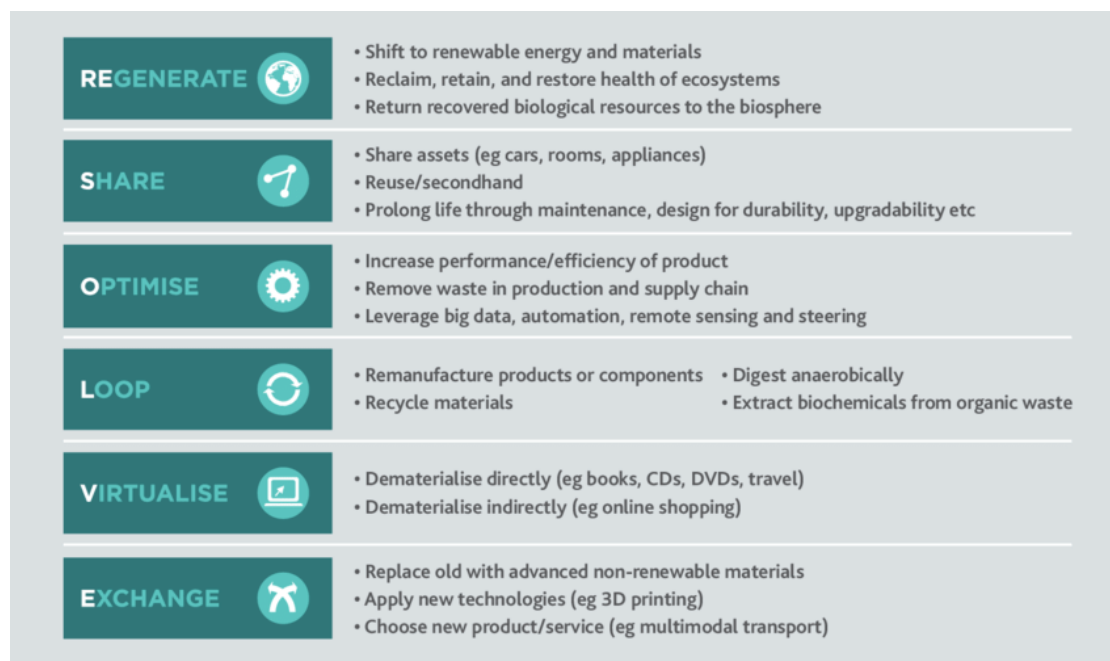 REGENERATE
• Shift to renewable energy and materials
• Reclaim, retain, and restore health of ecosystems
• Return recovered biological resources to the biosphere
SHARE
• Share assets (eg cars, rooms, appliances)
• Reuse/secondhand
• Prolong life through maintenance, design for durability, upgradability etc
OPTIMISE
• Increase performance/efficiency of product
• Remove waste in production and supply chain
• Leverage big data, automation, remote sensing and steering
LOOP
• Remanufacture products or components
• Recycle materials
• Digest anaerobically
• Extract biochemicals from organic waste
VIRTUALISE
• Dematerialise directly (eg books, CDs, DVDs, travel)
• Dematerialise indirectly (eg online shopping)
EXCHANGE
• Replace old with advanced non-renewable materials
• Apply new technologies (eg 3D printing)
• Choose new product/service (eg multimodal transport)